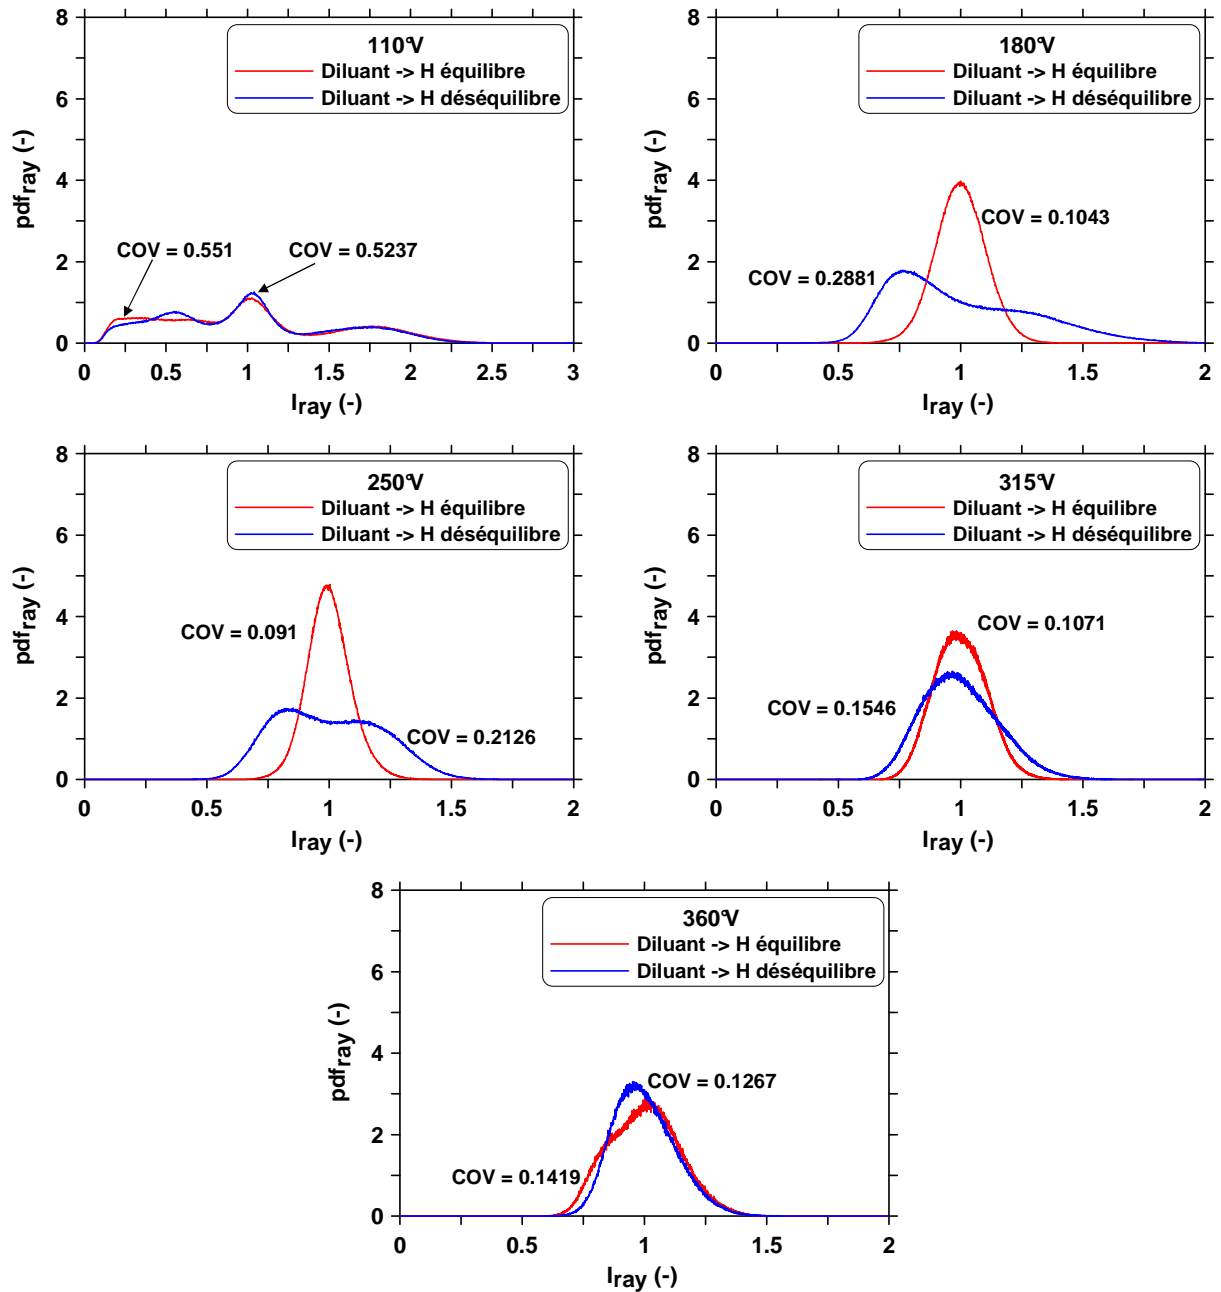 110°V
Diluant -> H équilibre
Diluant -> H déséquilibre
COV = 0.551
COV = 0.5237
8
6
4
2
0
pdfray (-)
0 0.5 1 1.5 2 2.5 3
Iray (-)
180°V
Diluant -> H équilibre
Diluant -> H déséquilibre
COV = 0.1043
COV = 0.2881
8
6
4
2
0
pdfray (-)
0 0.5 1 1.5 2
Iray (-)
250°V
Diluant -> H équilibre
Diluant -> H déséquilibre
COV = 0.091
COV = 0.2126
8
6
4
2
0
pdfray (-)
0 0.5 1 1.5 2
Iray (-)
315°V
Diluant -> H équilibre
Diluant -> H déséquilibre
COV = 0.1071
COV = 0.1546
8
6
4
2
0
pdfray (-)
0 0.5 1 1.5 2
Iray (-)
360°V
Diluant -> H équilibre
Diluant -> H déséquilibre
COV = 0.1267
COV = 0.1419
8
6
4
2
0
pdfray (-)
0 0.5 1 1.5 2
Iray (-)